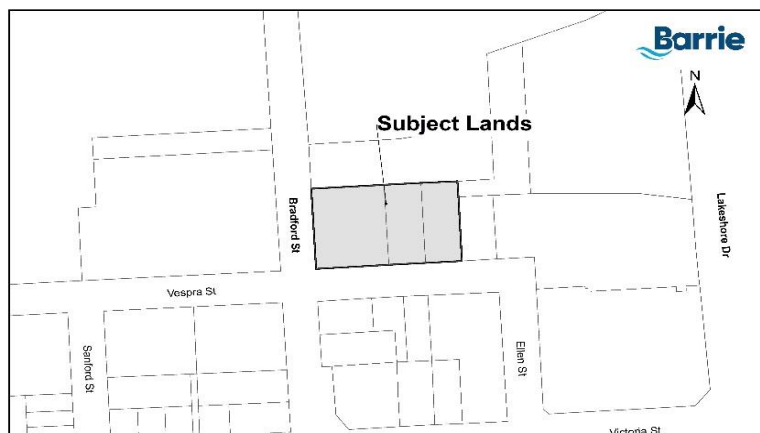 Barrie
N
Subject Lands
Bradford St
Lakeshore Dr
Vespra St
Sanford St
Ellen St
Victoria St